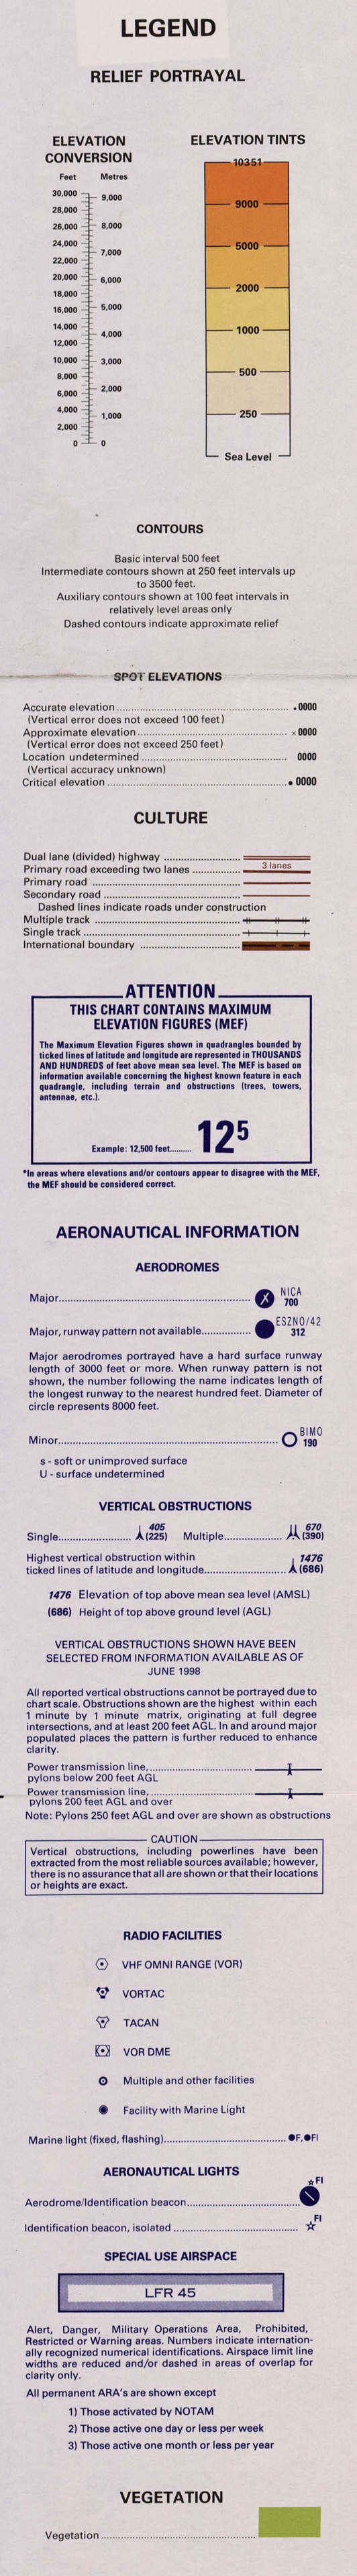 LEGEND
RELIEF PORTRAYAL
ELEVATION
CONVERSION
Feet Metres
30,000
28,000
26,000
24,000
22,000
20,000
18,000
16,000
14,000
12,000
10,000
8,000
6,000
4,000
2,000
0
9,000
8,000
7,000
6,000
5,000
4,000
3,000
2,000
1,000
0
ELEVATION TINTS
10351
9000
5000
2000
1000
500
250
Sea Level
CONTOURS
Basic interval 500 feet
Intermediate contours shown at 250 feet intervals up
to 3500 feet.
Auxiliary contours shown at 100 feet intervals in
relatively level areas only
Dashed contours indicate approximate relief
SPOT ELEVATIONS
Accurate elevation .0000
(Vertical error does not exceed 100 feet)
Approximate elevation ×0000
(Vertical error does not exceed 250 feet)
Location undetermined 0000
(Vertical accuracy unknown)
Critical elevation •0000
CULTURE
Dual lane (divided) highway
Primary road exceeding two lanes 3 lanes
Primary road
Secondary road
Dashed lines indicate roads under construction
Multiple track
Single track
International boundary
ATTENTION
THIS CHART CONTAINS MAXIMUM
ELEVATION FIGURES (MEF)
The Maximum Elevation Figures shown in quadrangles bounded by
ticked lines of latitude and longitude are represented in THOUSANDS
AND HUNDREDS of feet above mean sea level. The MEF is based on
information available concerning the highest known feature in each
quadrangle, including terrain and obstructions (trees, towers,
antennae, etc.).
Example: 12,500 feet.......... 12⁵
*In areas where elevations and/or contours appear to disagree with the MEF,
the MEF should be considered correct.
AERONAUTICAL INFORMATION
AERODROMES
Major NICA
700
Major, runway pattern not available ESZNO/42
312
Major aerodromes portrayed have a hard surface runway
length of 3000 feet or more. When runway pattern is not
shown, the number following the name indicates length of
the longest runway to the nearest hundred feet. Diameter of
circle represents 8000 feet.
Minor BIMO
190
s - soft or unimproved surface
U - surface undetermined
VERTICAL OBSTRUCTIONS
Single 405 (225) Multiple 670 (390)
Highest vertical obstruction within
ticked lines of latitude and longitude 1476 (686)
1476 Elevation of top above mean sea level (AMSL)
(686) Height of top above ground level (AGL)
VERTICAL OBSTRUCTIONS SHOWN HAVE BEEN
SELECTED FROM INFORMATION AVAILABLE AS OF
JUNE 1998
All reported vertical obstructions cannot be portrayed due to
chart scale. Obstructions shown are the highest within each
1 minute by 1 minute matrix, originating at full degree
intersections, and at least 200 feet AGL. In and around major
populated places the pattern is further reduced to enhance
clarity.
Power transmission line,
pylons below 200 feet AGL
Power transmission line,
pylons 200 feet AGL and over
Note: Pylons 250 feet AGL and over are shown as obstructions
CAUTION
Vertical obstructions, including powerlines have been
extracted from the most reliable sources available; however,
there is no assurance that all are shown or that their locations
or heights are exact.
RADIO FACILITIES
VHF OMNI RANGE (VOR)
VORTAC
TACAN
VOR DME
Multiple and other facilities
Facility with Marine Light
Marine light (fixed, flashing) ●F,●Fl
AERONAUTICAL LIGHTS
Aerodrome/Identification beacon Fl
Identification beacon, isolated Fl
SPECIAL USE AIRSPACE
LFR 45
Alert, Danger, Military Operations Area, Prohibited,
Restricted or Warning areas. Numbers indicate internation-
ally recognized numerical identifications. Airspace limit line
widths are reduced and/or dashed in areas of overlap for
clarity only.
All permanent ARA's are shown except
1) Those activated by NOTAM
2) Those active one day or less per week
3) Those active one month or less per year
VEGETATION
Vegetation